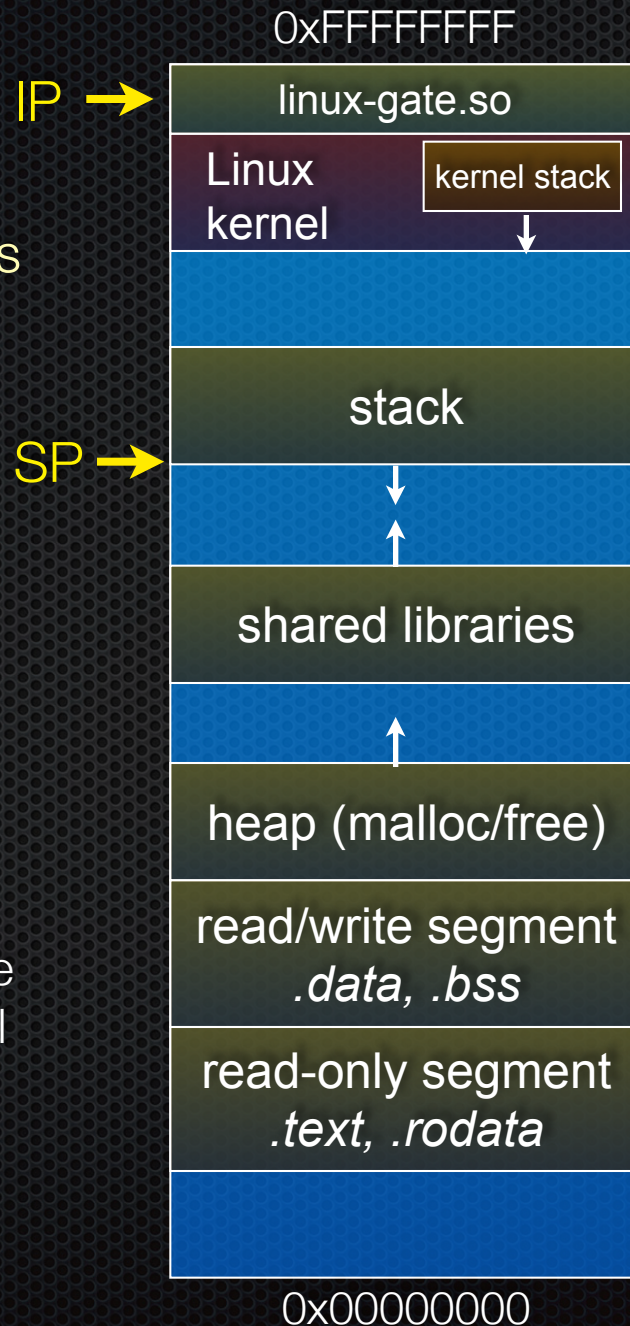 0xFFFFFFFF
IP
linux-gate.so
Linux
kernel
kernel stack
s
stack
SP
shared libraries
heap (malloc/free)
read/write segment
.data, .bss
e
l
read-only segment
.text, .rodata
0x00000000